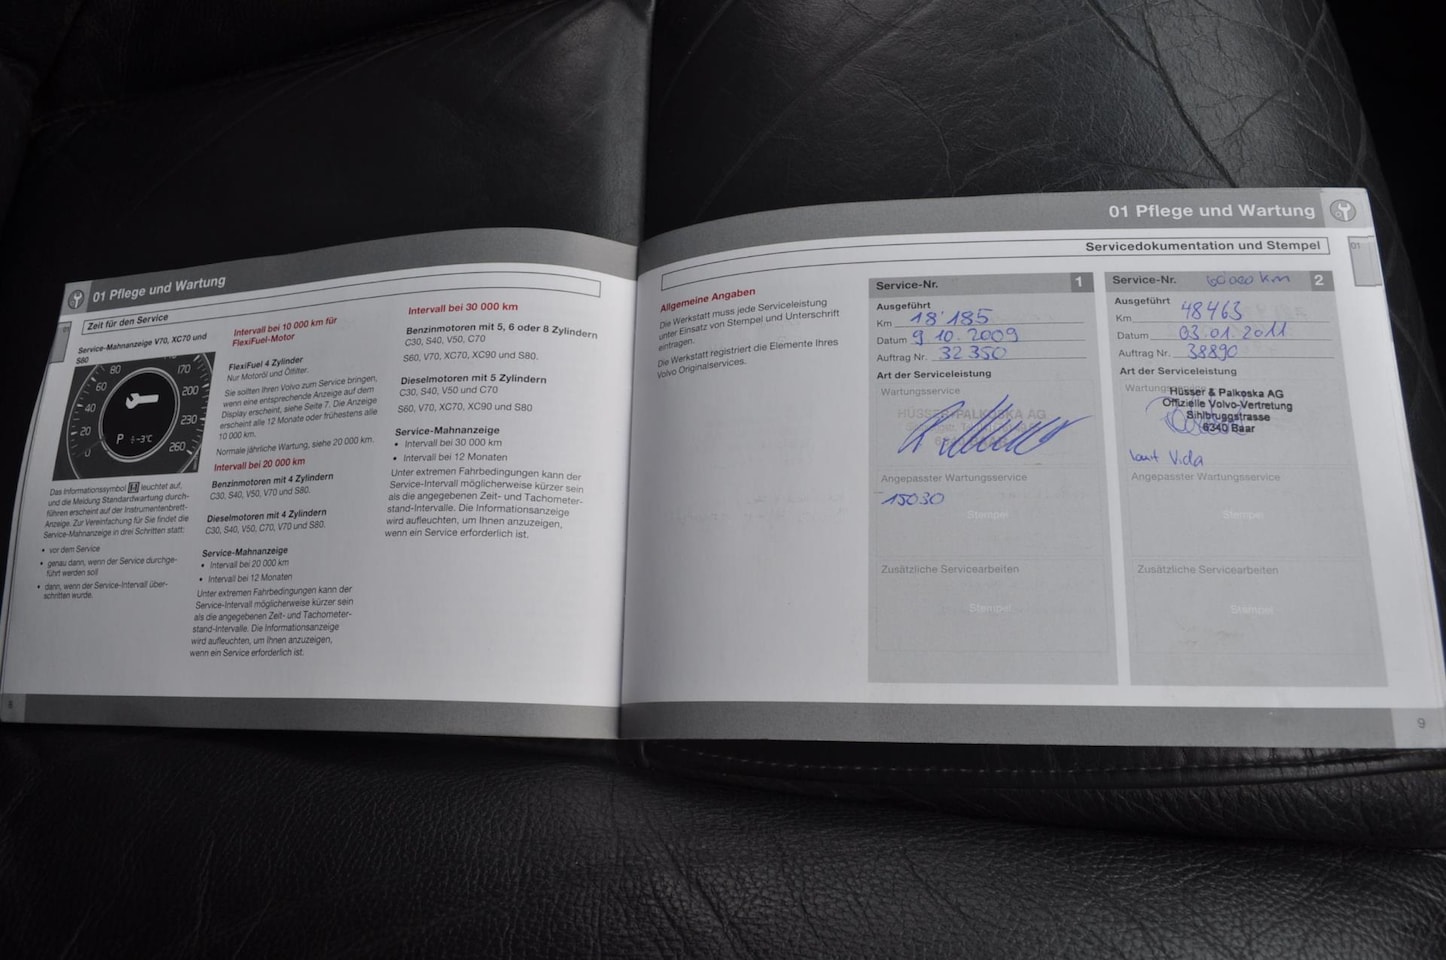 01 Pflege und Wartung
01
Zeit für den Service
Service-Mahnanzeige V70, XC70 und
S80
0
20
40
60
80
170
200
230
260
P
-3°C
Das Informationssymbol leuchtet auf,
und die Meldung Standardwartung durch-
führen erscheint auf der Instrumentenbrett-
Anzeige. Zur Vereinfachung für Sie findet die
Service-Mahnanzeige in drei Schritten statt:
• vor dem Service
• genau dann, wenn der Service durchge-
führt werden soll
• dann, wenn der Service-Intervall über-
schritten wurde.
Intervall bei 10 000 km für
FlexiFuel-Motor
FlexiFuel 4 Zylinder
Nur Motoröl und Ölfilter.
Sie sollten Ihren Volvo zum Service bringen,
wenn eine entsprechende Anzeige auf dem
Display erscheint, siehe Seite 7. Die Anzeige
erscheint alle 12 Monate oder frühestens alle
10 000 km.
Normale jährliche Wartung, siehe 20 000 km.
Intervall bei 20 000 km
Benzinmotoren mit 4 Zylindern
C30, S40, V50, V70 und S80.
Dieselmotoren mit 4 Zylindern
C30, S40, V50, C70, V70 und S80.
Service-Mahnanzeige
• Intervall bei 20 000 km
• Intervall bei 12 Monaten
Unter extremen Fahrbedingungen kann der
Service-Intervall möglicherweise kürzer sein
als die angegebenen Zeit- und Tachometer-
stand-Intervalle. Die Informationsanzeige
wird aufleuchten, um Ihnen anzuzeigen,
wenn ein Service erforderlich ist.
Intervall bei 30 000 km
Benzinmotoren mit 5, 6 oder 8 Zylindern
C30, S40, V50, C70
S60, V70, XC70, XC90 und S80.
Dieselmotoren mit 5 Zylindern
C30, S40, V50 und C70
S60, V70, XC70, XC90 und S80
Service-Mahnanzeige
• Intervall bei 30 000 km
• Intervall bei 12 Monaten
Unter extremen Fahrbedingungen kann der
Service-Intervall möglicherweise kürzer sein
als die angegebenen Zeit- und Tachometer-
stand-Intervalle. Die Informationsanzeige
wird aufleuchten, um Ihnen anzuzeigen,
wenn ein Service erforderlich ist.
8
01 Pflege und Wartung
Servicedokumentation und Stempel
01
Allgemeine Angaben
Die Werkstatt muss jede Serviceleistung
unter Einsatz von Stempel und Unterschrift
eintragen.
Die Werkstatt registriert die Elemente Ihres
Volvo Originalservices.
Service-Nr. 1
Ausgeführt
Km 18'185
Datum 9.10.2009
Auftrag Nr. 32350
Art der Serviceleistung
Wartungsservice
HÜSSER+PALKOSKA AG
Angepasster Wartungsservice
15030
Stempel
Zusätzliche Servicearbeiten
Stempel
Service-Nr. 60000 km 2
Ausgeführt
Km 48463
Datum 03.01.2011
Auftrag Nr. 38890
Art der Serviceleistung
Hüsser & Palkoska AG
Offizielle Volvo-Vertretung
Sihlbruggstrasse
6340 Baar
laut Vida
Angepasster Wartungsservice
Stempel
Zusätzliche Servicearbeiten
Stempel
9